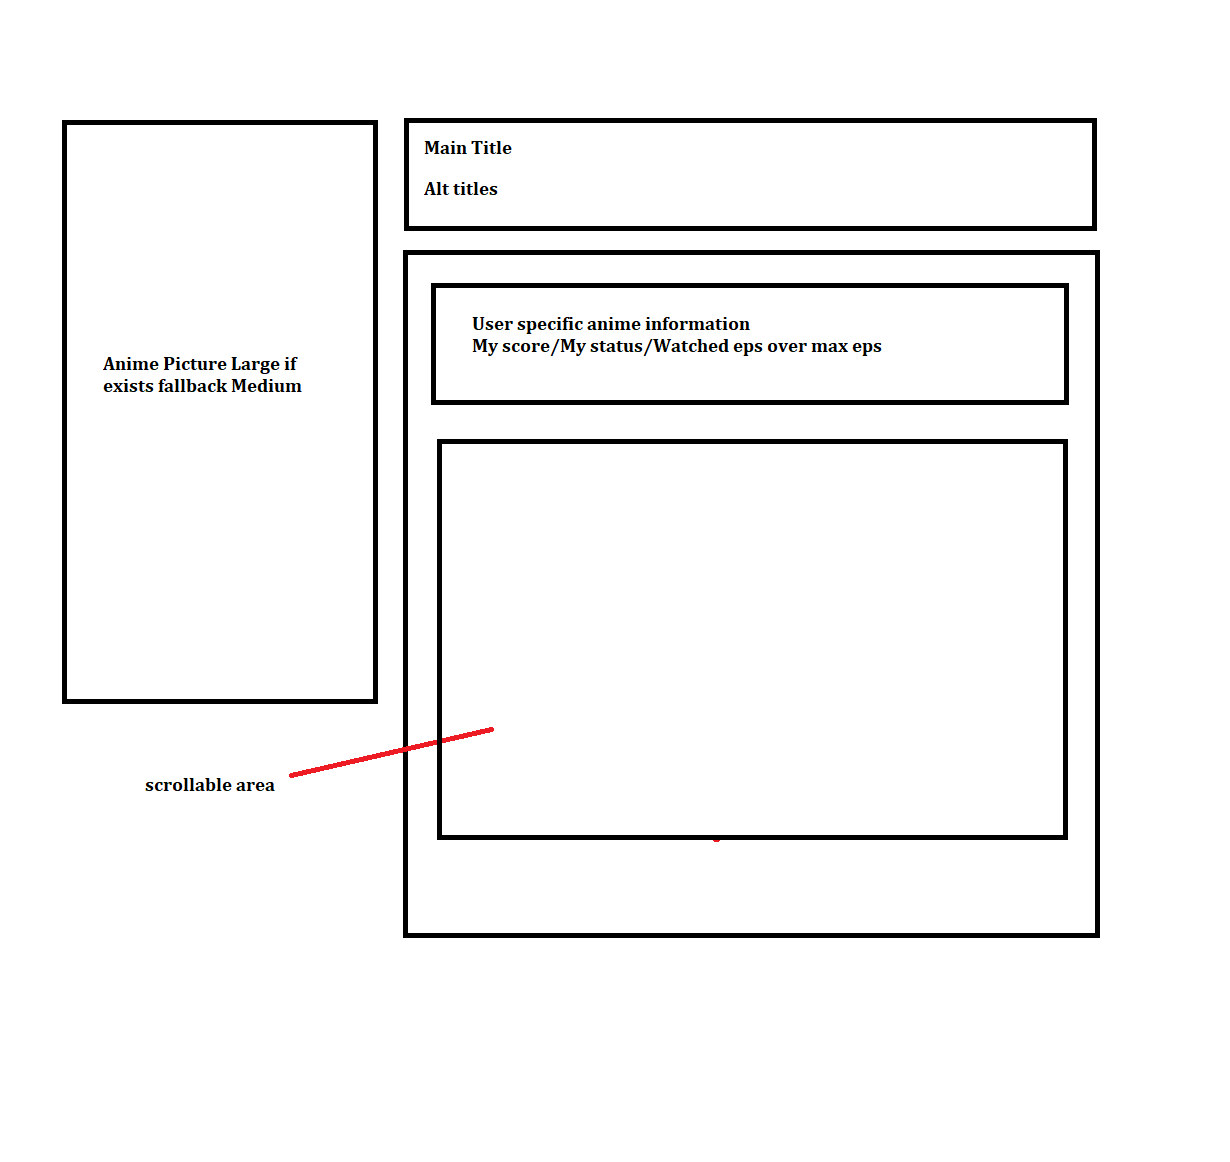 Main Title
Alt titles
User specific anime information
My score/My status/Watched eps over max eps
Anime Picture Large if
exists fallback Medium
scrollable area